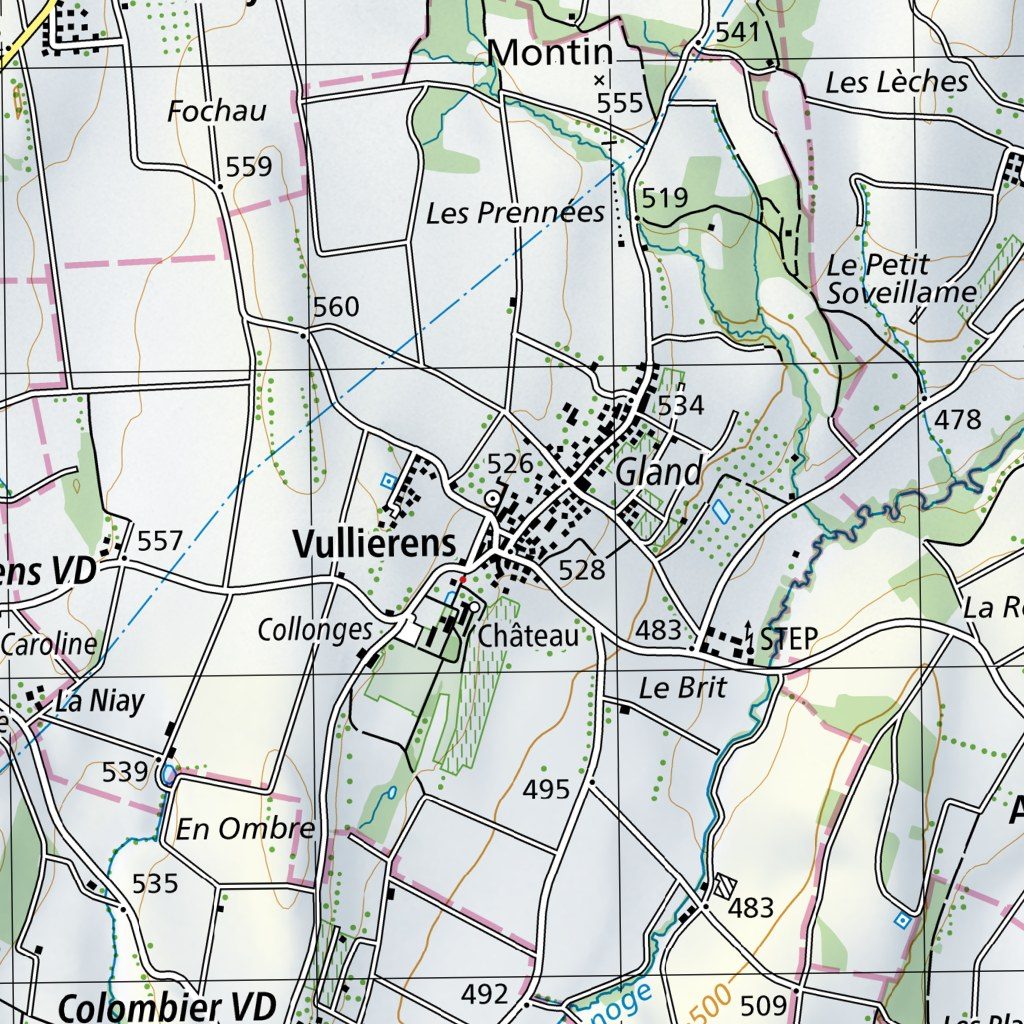 541
Montin
555
Les Lèches
Fochau
559
519
Les Prennées
Le Petit
Soveillame
560
534
478
526
Gland
Vullierens
557
ens VD
528
La R
Caroline
Collonges
Château
483
STEP
La Niay
Le Brit
539
495
En Ombre
A
535
483
492
noge
500
509
Colombier VD
Les Pla